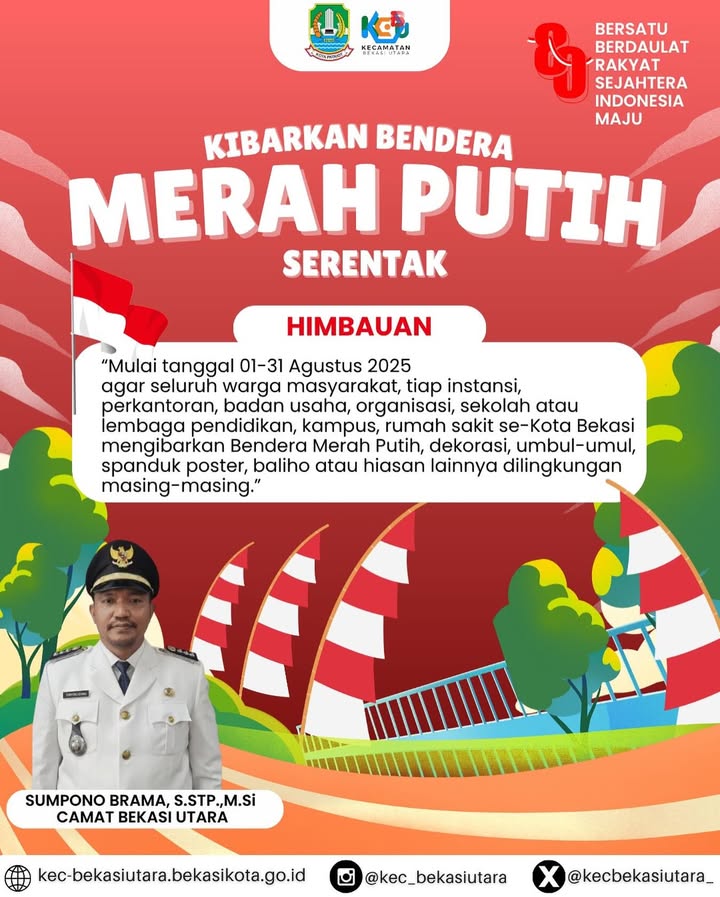 KOTA PATRIOT
KECAMATAN
BEKASI UTARA
80
BERSATU
BERDAULAT
RAKYAT
SEJAHTERA
INDONESIA
MAJU
KIBARKAN BENDERA
MERAH PUTIH
SERENTAK
HIMBAUAN
“Mulai tanggal 01-31 Agustus 2025
agar seluruh warga masyarakat, tiap instansi,
perkantoran, badan usaha, organisasi, sekolah atau
lembaga pendidikan, kampus, rumah sakit se-Kota Bekasi
mengibarkan Bendera Merah Putih, dekorasi, umbul-umul,
spanduk poster, baliho atau hiasan lainnya dilingkungan
masing-masing.”
SUMPONO BRAMA, S.STP.,M.Si
CAMAT BEKASI UTARA
kec-bekasiutara.bekasikota.go.id
@kec_bekasiutara
@kecbekasiutara_